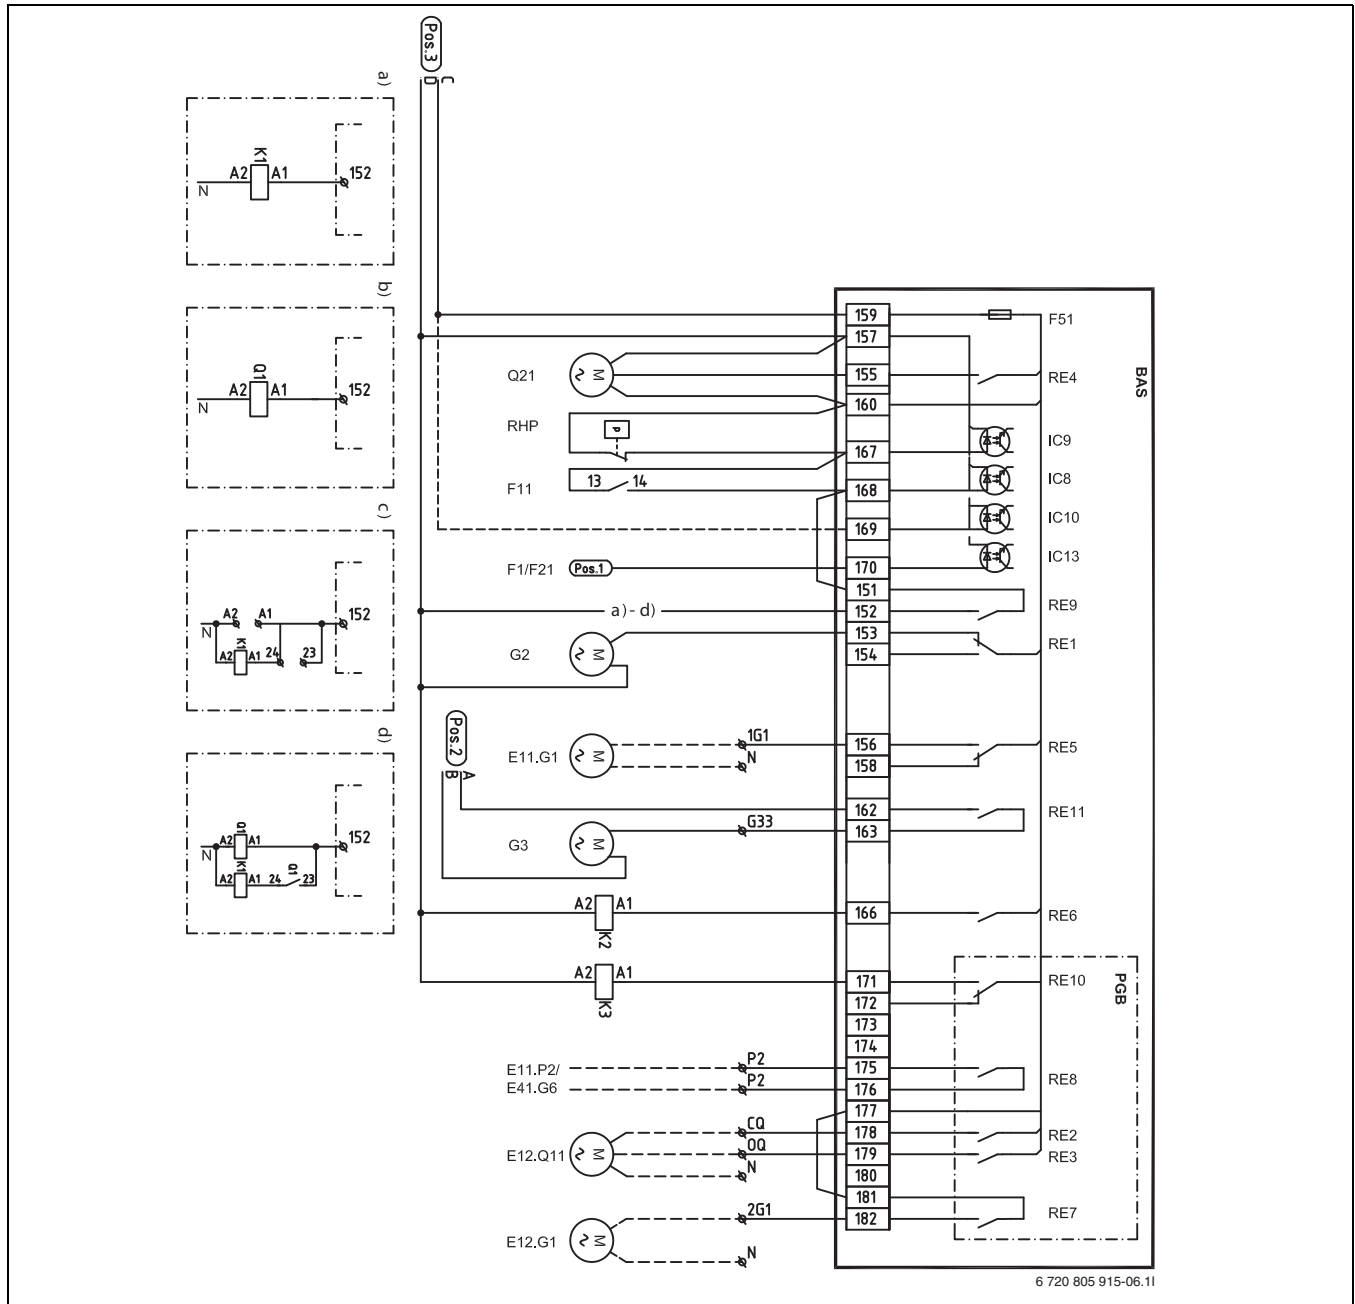 Pos.3
D C
a)
K1
A2 A1 152
N
b)
Q1
A2 A1 152
N
c)
A2 A1 152
N
K1
A2 A1 24 23
d)
Q1
A2 A1 152
N
K1 Q1
A2 A1 24 23
BAS
159 F51
157
Q21 M ~ 155 RE4
160
RHP P IC9
167
F11 13 14 168 IC8
169 IC10
F1/F21 Pos.1 170 IC13
151
a)- d) 152 RE9
153 RE1
G2 M ~ 154
Pos.2
B A
E11.G1 M ~ 1G1 156 RE5
N 158
162 RE11
G3 M ~ G33 163
A2 A1 166 RE6
K2
PGB
A2 A1 171 RE10
K3 172
173
174
E11.P2/ P2 175 RE8
E41.G6 P2 176
177
CQ 178 RE2
E12.Q11 M ~ OQ 179 RE3
N 180
181
2G1 182 RE7
E12.G1 M ~
N
6 720 805 915-06.1I